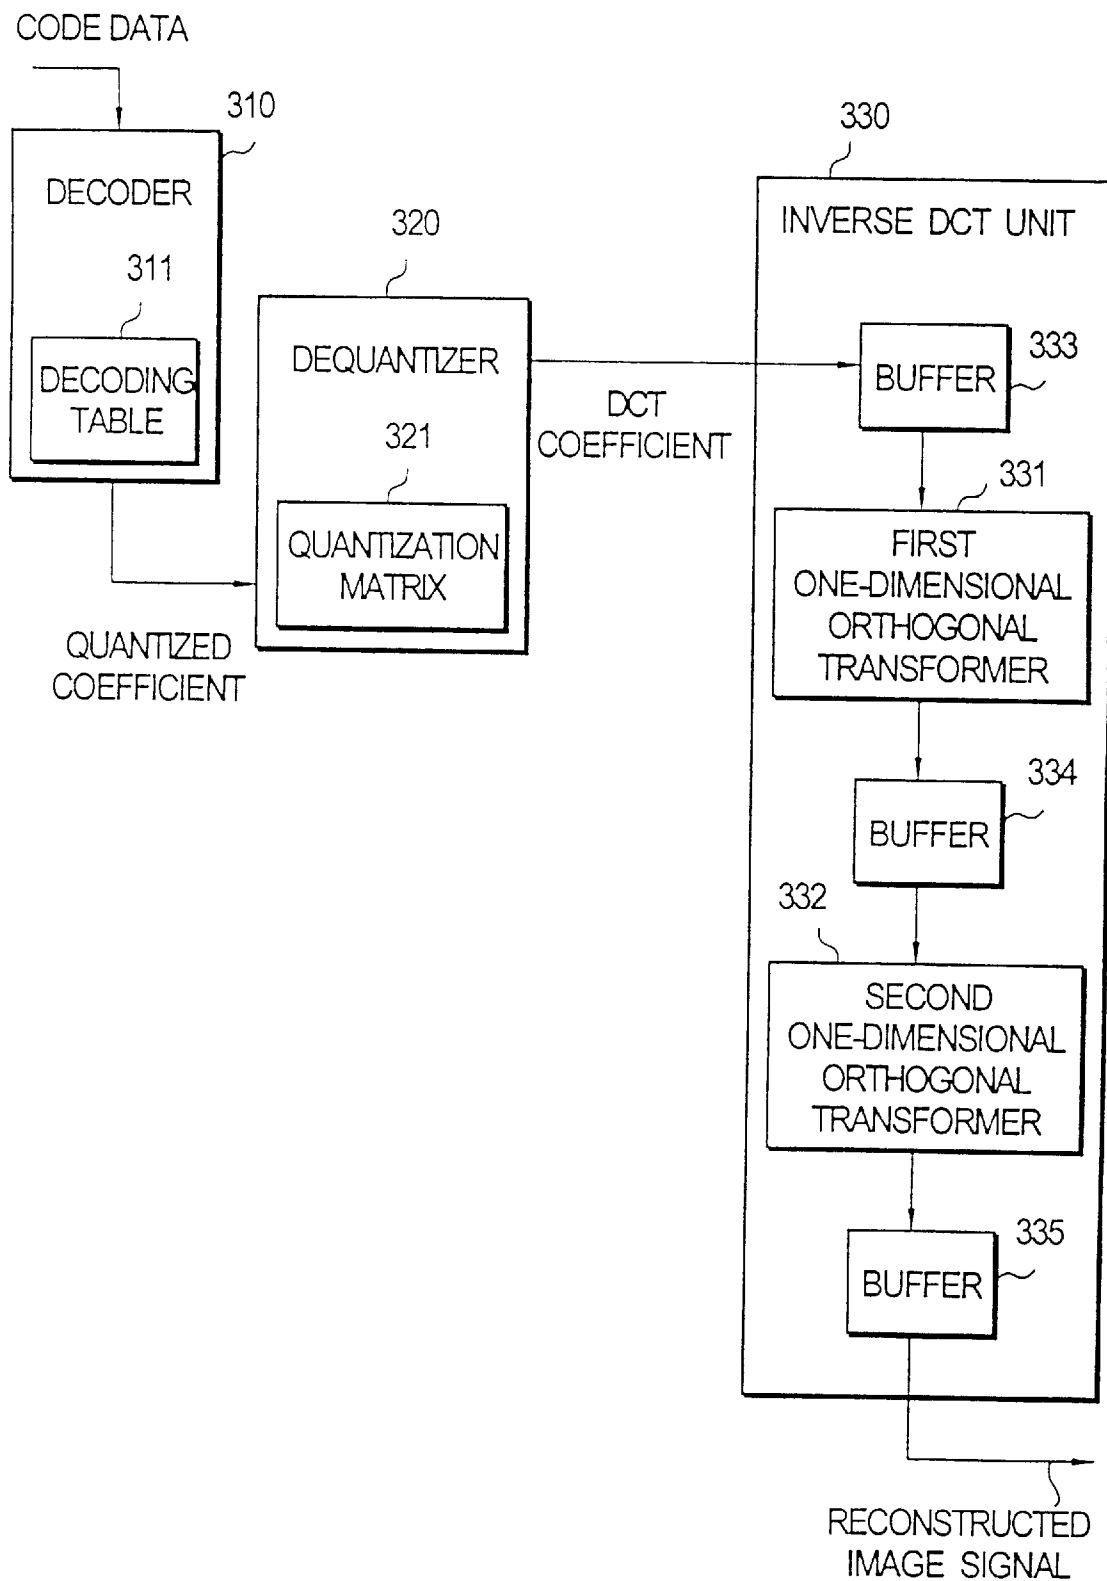 CODE DATA
310
DECODER
311
DECODING
TABLE
QUANTIZED
COEFFICIENT
320
DEQUANTIZER
321
QUANTIZATION
MATRIX
DCT
COEFFICIENT
330
INVERSE DCT UNIT
BUFFER
333
331
FIRST
ONE-DIMENSIONAL
ORTHOGONAL
TRANSFORMER
334
BUFFER
332
SECOND
ONE-DIMENSIONAL
ORTHOGONAL
TRANSFORMER
335
BUFFER
RECONSTRUCTED
IMAGE SIGNAL